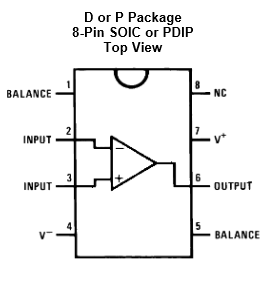 D or P Package
8-Pin SOIC or PDIP
Top View
BALANCE 1
8 NC
INPUT 2
−
7 V+
INPUT 3
+
6 OUTPUT
V− 4
5 BALANCE